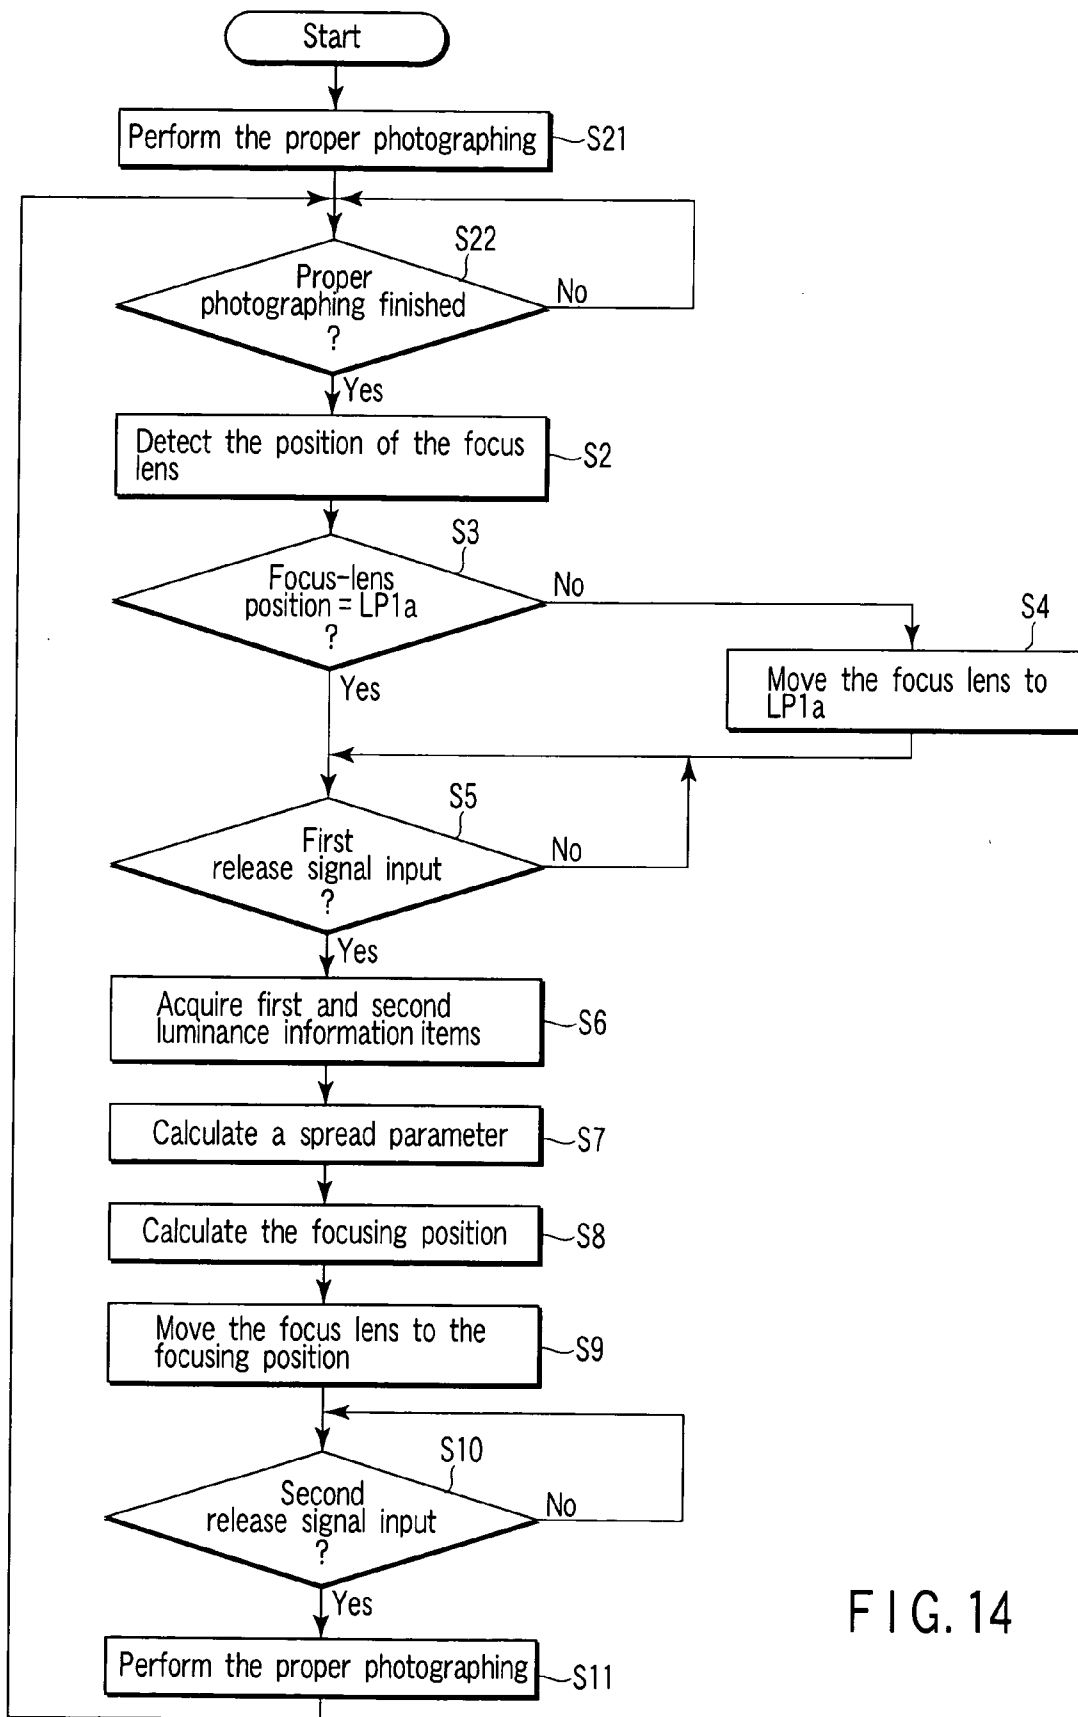 Start
Perform the proper photographing
S21
S22
Proper
photographing finished
?
No
Yes
Detect the position of the focus
lens
S2
S3
Focus-lens
position = LP1a
?
No
Yes
S4
Move the focus lens to
LP1a
S5
First
release signal input
?
No
Yes
Acquire first and second
luminance information items
S6
Calculate a spread parameter
S7
Calculate the focusing position
S8
Move the focus lens to the
focusing position
S9
S10
Second
release signal input
?
No
Yes
Perform the proper photographing
S11
FIG. 14